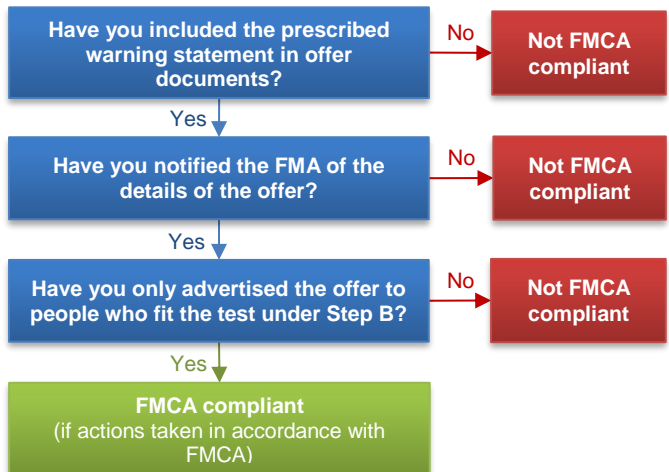 Have you included the prescribed
warning statement in offer
documents?
No
Not FMCA
compliant
Yes
Have you notified the FMA of the
details of the offer?
No
Not FMCA
compliant
Yes
Have you only advertised the offer to
people who fit the test under Step B?
No
Not FMCA
compliant
Yes
FMCA compliant
(if actions taken in accordance with
FMCA)